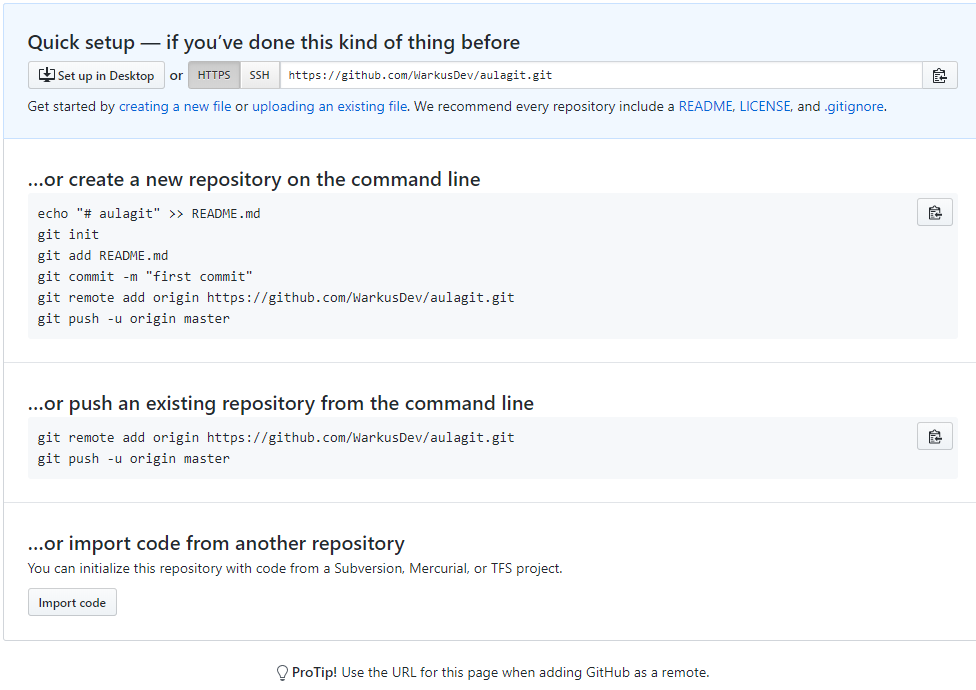 Quick setup — if you’ve done this kind of thing before
Set up in Desktop or HTTPS SSH https://github.com/WarkusDev/aulagit.git
Get started by creating a new file or uploading an existing file. We recommend every repository include a README, LICENSE, and .gitignore.
…or create a new repository on the command line
echo "# aulagit" >> README.md
git init
git add README.md
git commit -m "first commit"
git remote add origin https://github.com/WarkusDev/aulagit.git
git push -u origin master
…or push an existing repository from the command line
git remote add origin https://github.com/WarkusDev/aulagit.git
git push -u origin master
…or import code from another repository
You can initialize this repository with code from a Subversion, Mercurial, or TFS project.
Import code
ProTip! Use the URL for this page when adding GitHub as a remote.